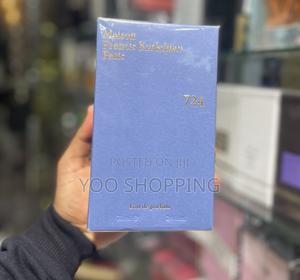 Maison
Francis Kurkdjian
Paris
724
POSTED ON JIJI
YOO SHOPPING
Eau de parfum